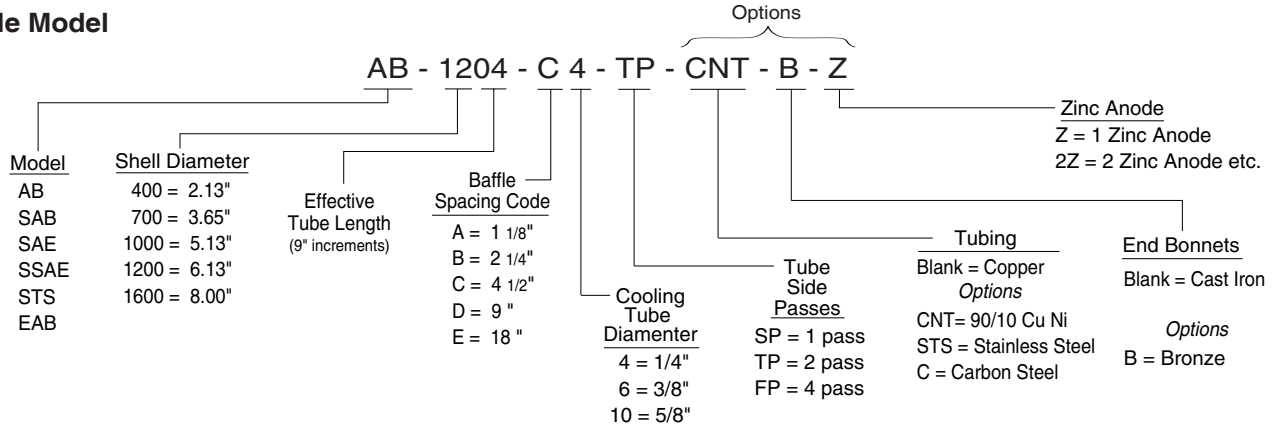 le Model
Options
AB - 1204 - C 4 - TP - CNT - B - Z
Model
AB
SAB
SAE
SSAE
STS
EAB
Shell Diameter
400 = 2.13"
700 = 3.65"
1000 = 5.13"
1200 = 6.13"
1600 = 8.00"
Effective
Tube Length
(9" increments)
Baffle
Spacing Code
A = 1 1/8"
B = 2 1/4"
C = 4 1/2"
D = 9 "
E = 18 "
Cooling
Tube
Diamenter
4 = 1/4"
6 = 3/8"
10 = 5/8"
Tube
Side
Passes
SP = 1 pass
TP = 2 pass
FP = 4 pass
Tubing
Blank = Copper
Options
CNT= 90/10 Cu Ni
STS = Stainless Steel
C = Carbon Steel
End Bonnets
Blank = Cast Iron
Options
B = Bronze
Zinc Anode
Z = 1 Zinc Anode
2Z = 2 Zinc Anode etc.